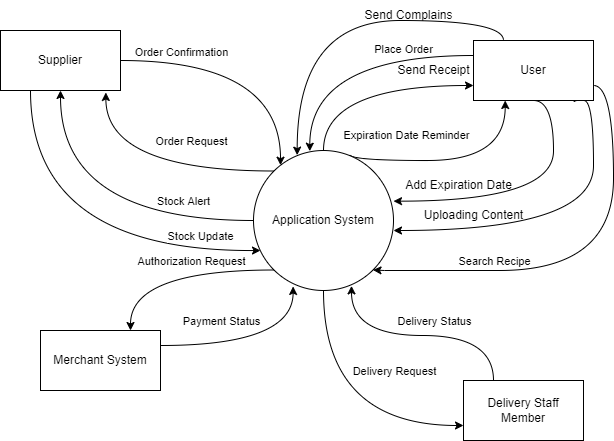 Send Complains
Order Confirmation
Place Order
Supplier
Send Receipt
User
Order Request
Expiration Date Reminder
Stock Alert
Add Expiration Date
Application System
Uploading Content
Stock Update
Authorization Request
Search Recipe
Payment Status
Delivery Status
Merchant System
Delivery Request
Delivery Staff
Member